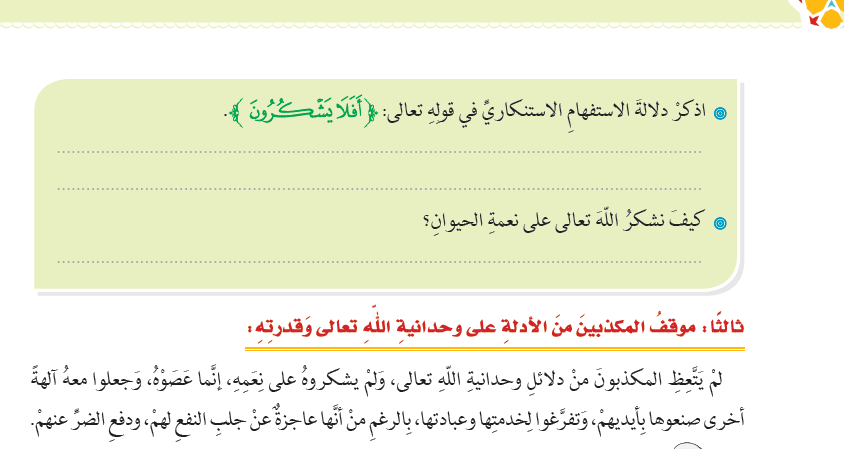 اذكرْ دلالةَ الاستفهامِ الاستنكاريِّ في قولِهِ تعالى: ﴿أَفَلَا يَشْكُرُونَ﴾.
كيفَ نشكرُ اللّهَ تعالى على نعمةِ الحيوانِ؟
ثالثًا: موقفُ المكذبينَ منَ الأدلةِ على وحدانيةِ اللّهِ تعالى وَقدرتِهِ:
لمْ يَتَّعِظِ المكذبونَ منْ دلائلِ وحدانيةِ اللّهِ تعالى، وَلمْ يشكروهُ على نِعَمِهِ، إنَّما عَصَوْهُ، وَجعلوا معهُ آلهةً
أخرى صنعوها بِأيديهمْ، وَتفرَّغوا لِخدمتِها وعبادتها، بِالرغمِ منْ أنَّها عاجزةٌ عنْ جلبِ النفعِ لهمْ، ودفعِ الضرِّ عنهمْ.